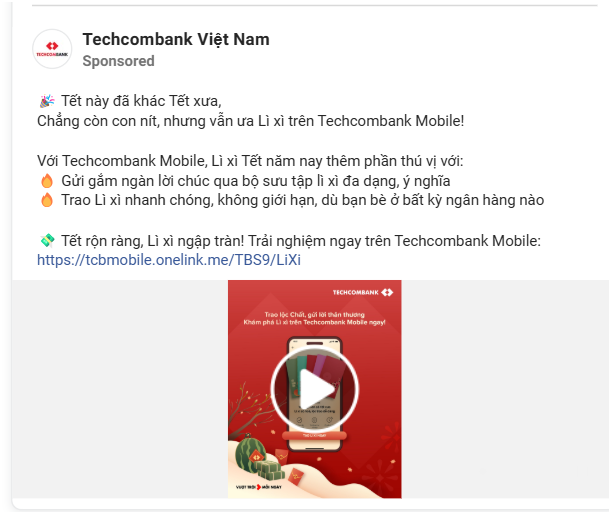 TECHCOMBANK
Techcombank Việt Nam
Sponsored
🎉 Tết này đã khác Tết xưa,
Chẳng còn con nít, nhưng vẫn ưa Lì xì trên Techcombank Mobile!
Với Techcombank Mobile, Lì xì Tết năm nay thêm phần thú vị với:
🔥 Gửi gắm ngàn lời chúc qua bộ sưu tập lì xì đa dạng, ý nghĩa
🔥 Trao Lì xì nhanh chóng, không giới hạn, dù bạn bè ở bất kỳ ngân hàng nào
💸 Tết rộn ràng, Lì xì ngập tràn! Trải nghiệm ngay trên Techcombank Mobile:
https://tcbmobile.onelink.me/TBS9/LiXi
TECHCOMBANK
Trao lộc Chất, gửi lời thân thương
Khám phá Lì xì trên Techcombank Mobile ngay!
VƯỢT TRỘI MỖI NGÀY